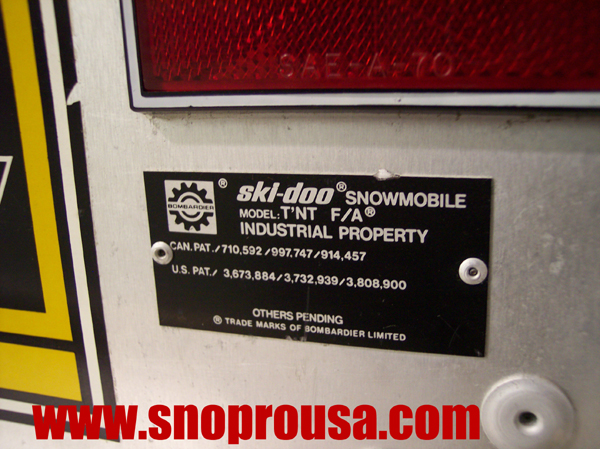 SAE-A-70
BOMBARDIER ® ski-doo® SNOWMOBILE
MODEL: T'NT F/A®
INDUSTRIAL PROPERTY
CAN. PAT./710,592/997,747/914,457
U.S. PAT./ 3,673,884/3,732,939/3,808,900
OTHERS PENDING
® TRADE MARKS OF BOMBARDIER LIMITED
www.snoprousa.com